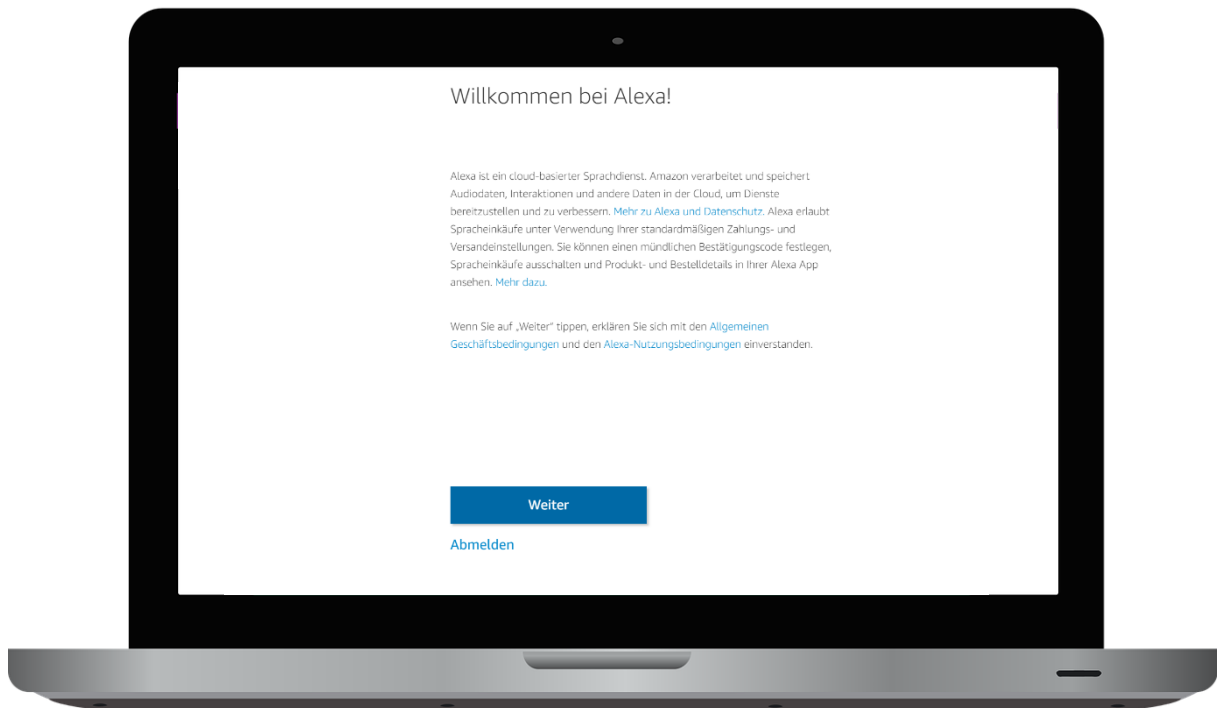 Willkommen bei Alexa!
Alexa ist ein cloud-basierter Sprachdienst. Amazon verarbeitet und speichert
Audiodaten, Interaktionen und andere Daten in der Cloud, um Dienste
bereitzustellen und zu verbessern. Mehr zu Alexa und Datenschutz. Alexa erlaubt
Spracheinkäufe unter Verwendung Ihrer standardmäßigen Zahlungs- und
Versandeinstellungen. Sie können einen mündlichen Bestätigungscode festlegen,
Spracheinkäufe ausschalten und Produkt- und Bestelldetails in Ihrer Alexa App
ansehen. Mehr dazu.
Wenn Sie auf „Weiter“ tippen, erklären Sie sich mit den Allgemeinen
Geschäftsbedingungen und den Alexa-Nutzungsbedingungen einverstanden.
Weiter
Abmelden